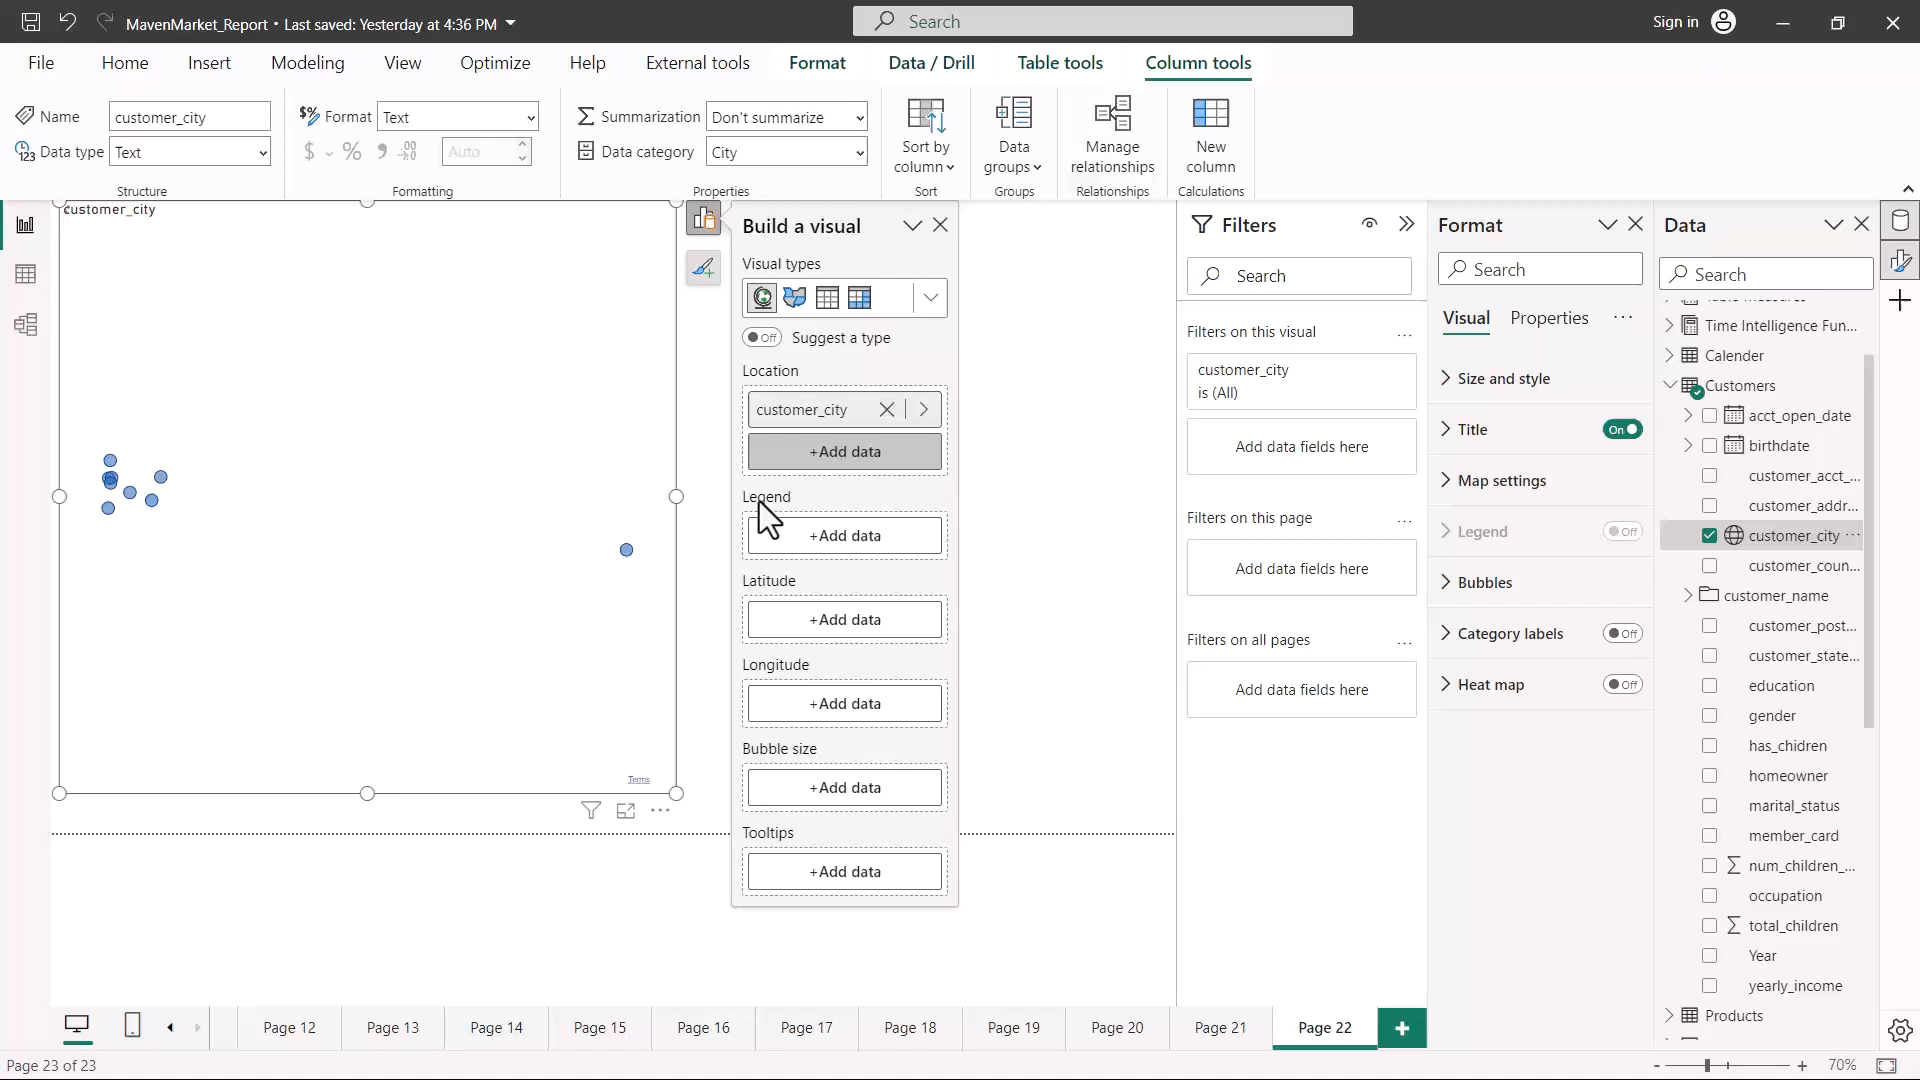 MavenMarket_Report • Last saved: Yesterday at 4:36 PM
Search
Sign in
File
Home
Insert
Modeling
View
Optimize
Help
External tools
Format
Data / Drill
Table tools
Column tools
Name
customer_city
Data type
Text
Structure
Format
Text
$
%
Auto
Formatting
Summarization
Don't summarize
Data category
City
Properties
Sort by
column
Sort
Data
groups
Groups
Manage
relationships
Relationships
New
column
Calculations
customer_city
Terms
Build a visual
Visual types
Off
Suggest a type
Location
customer_city
+Add data
Legend
+Add data
Latitude
+Add data
Longitude
+Add data
Bubble size
+Add data
Tooltips
+Add data
Filters
Search
Filters on this visual
customer_city
is (All)
Add data fields here
Filters on this page
Add data fields here
Filters on all pages
Add data fields here
Format
Search
Visual
Properties
Size and style
Title
On
Map settings
Legend
Off
Bubbles
Category labels
Off
Heat map
Off
Data
Search
Time Intelligence Fun...
Calender
Customers
acct_open_date
birthdate
customer_acct_...
customer_addr...
customer_city
customer_coun...
customer_name
customer_post...
customer_state...
education
gender
has_chidren
homeowner
marital_status
member_card
num_children_...
occupation
total_children
Year
yearly_income
Products
Page 12
Page 13
Page 14
Page 15
Page 16
Page 17
Page 18
Page 19
Page 20
Page 21
Page 22
Page 23 of 23
70%